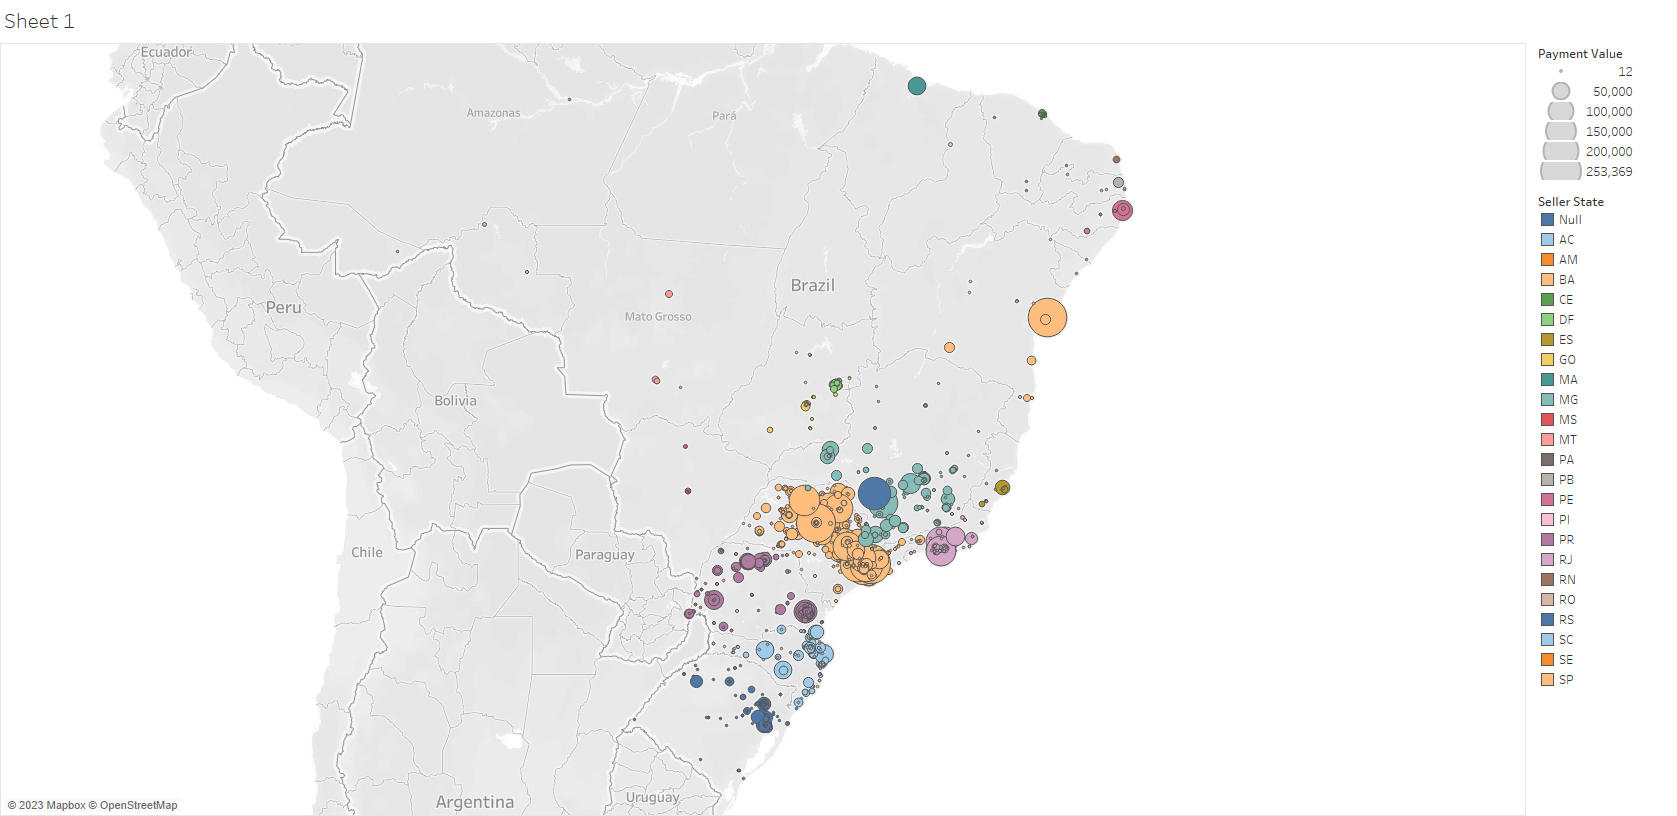 Sheet 1
Ecuador
Amazonas
Pará
Brazil
Peru
Mato Grosso
Bolivia
Chile
Paraguay
Argentina
Uruguay
© 2023 Mapbox © OpenStreetMap
Payment Value
12
50,000
100,000
150,000
200,000
253,369
Seller State
Null
AC
AM
BA
CE
DF
ES
GO
MA
MG
MS
MT
PA
PB
PE
PI
PR
RJ
RN
RO
RS
SC
SE
SP